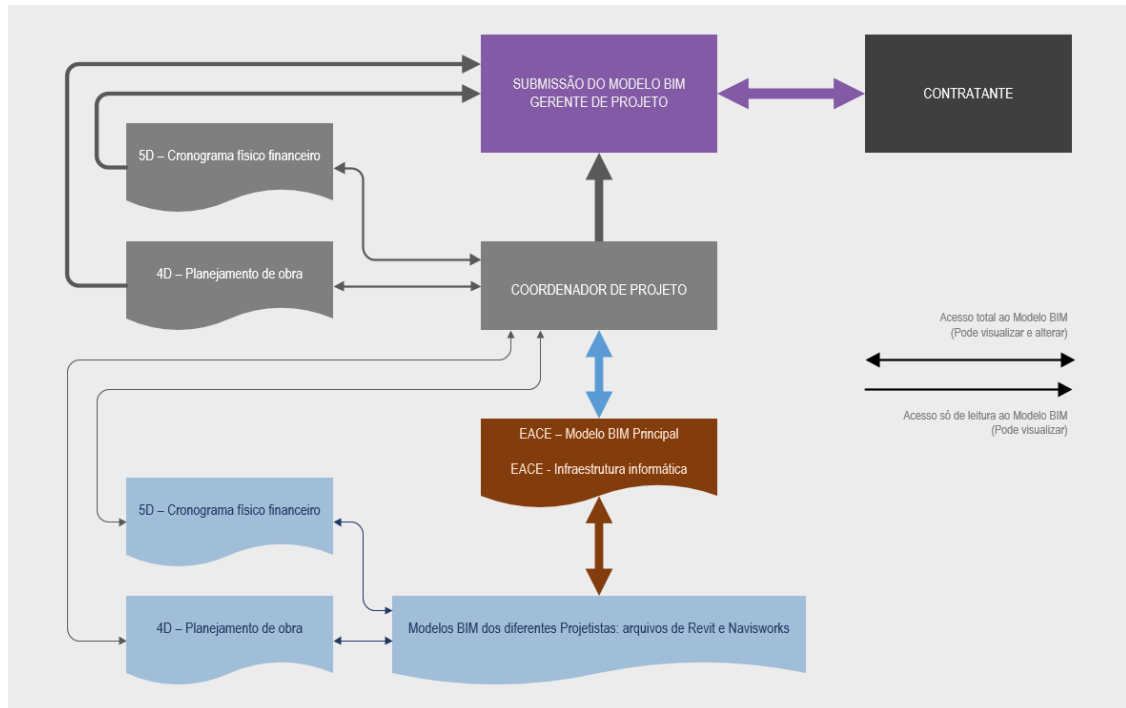 SUBMISSÃO DO MODELO BIM
GERENTE DE PROJETO
CONTRATANTE
5D – Cronograma físico financeiro
4D – Planejamento de obra
COORDENADOR DE PROJETO
Acesso total ao Modelo BIM
(Pode visualizar e alterar)
Acesso só de leitura ao Modelo BIM
(Pode visualizar)
EACE – Modelo BIM Principal
EACE - Infraestrutura informática
5D – Cronograma físico financeiro
4D – Planejamento de obra
Modelos BIM dos diferentes Projetistas: arquivos de Revit e Navisworks